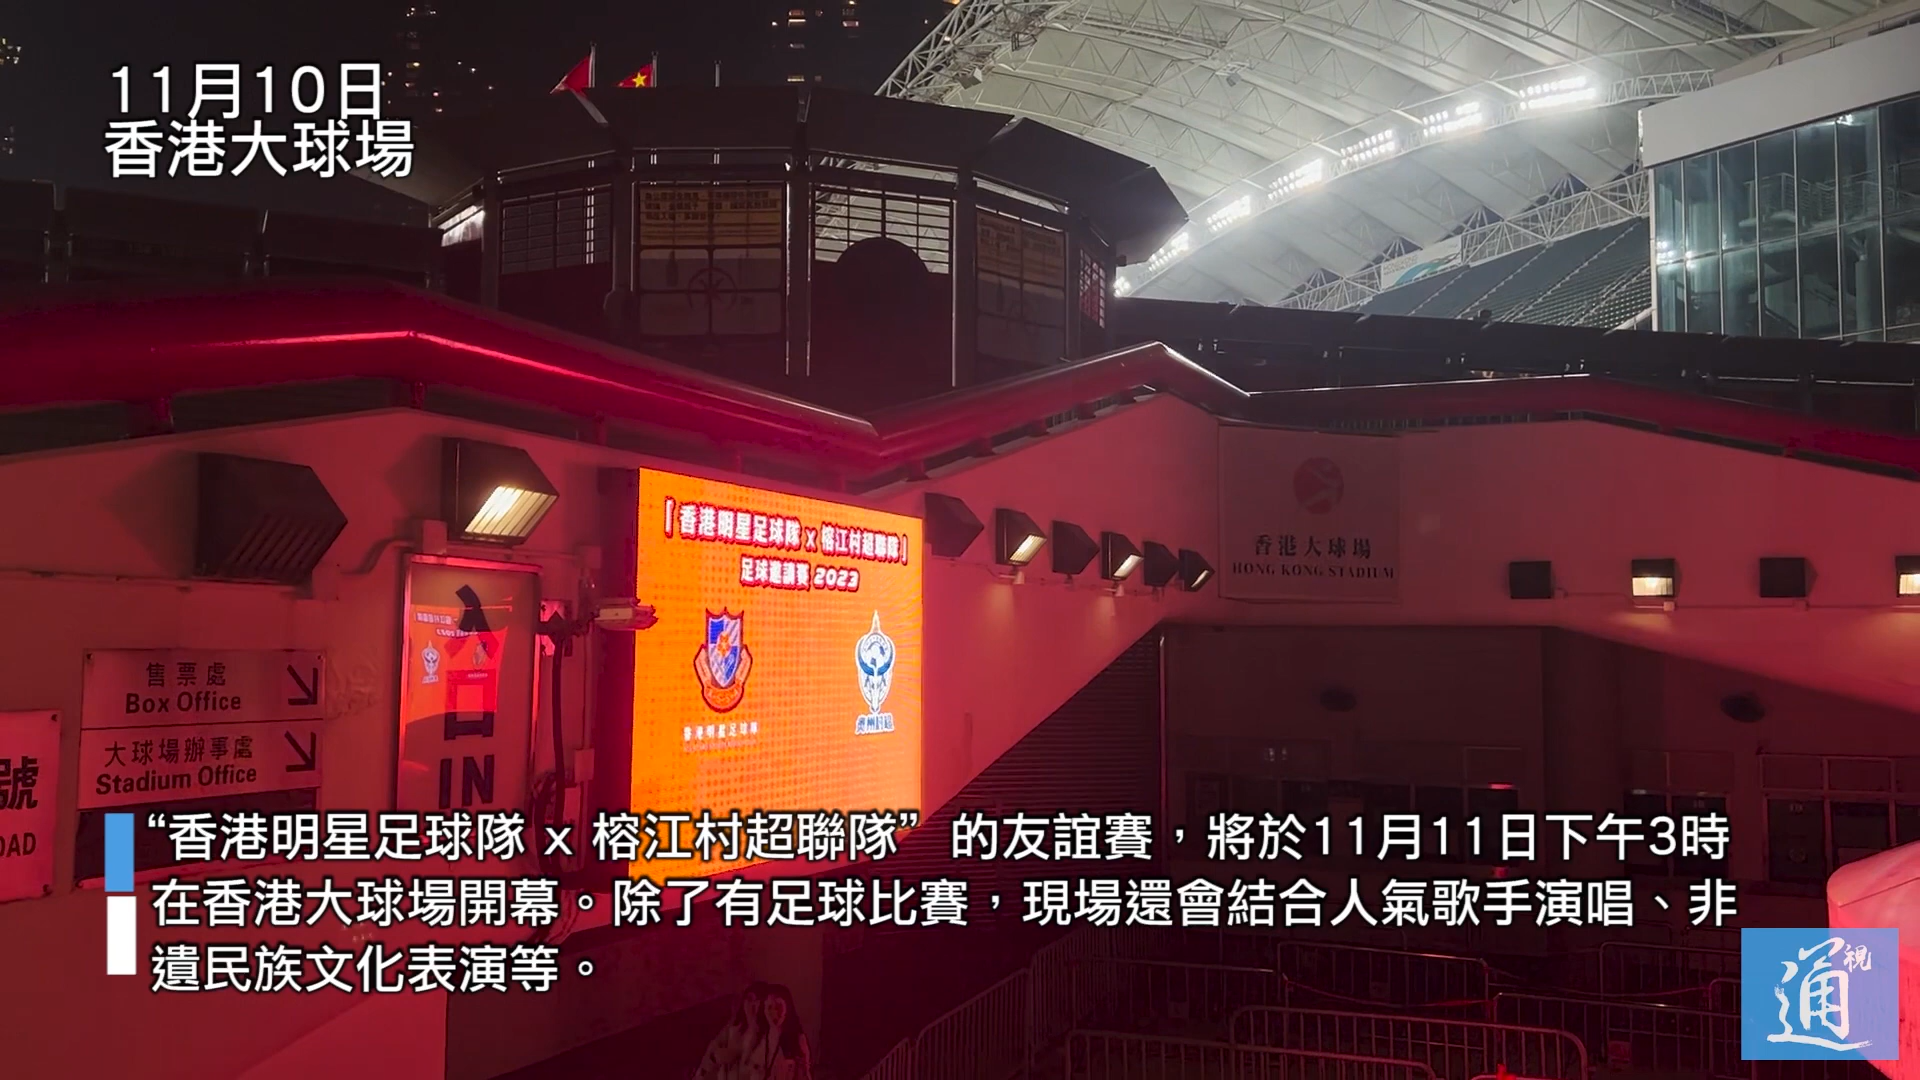 11月10日
香港大球場
「香港明星足球隊 x 榕江村超聯隊」
足球邀請賽 2023
香港明星足球隊
貴州村超
香港大球場
HONG KONG STADIUM
售票處
Box Office
大球場辦事處
Stadium Office
入
口
IN
號
OAD
“香港明星足球隊 x 榕江村超聯隊”的友誼賽，將於11月11日下午3時
在香港大球場開幕。除了有足球比賽，現場還會結合人氣歌手演唱、非
遺民族文化表演等。
通視